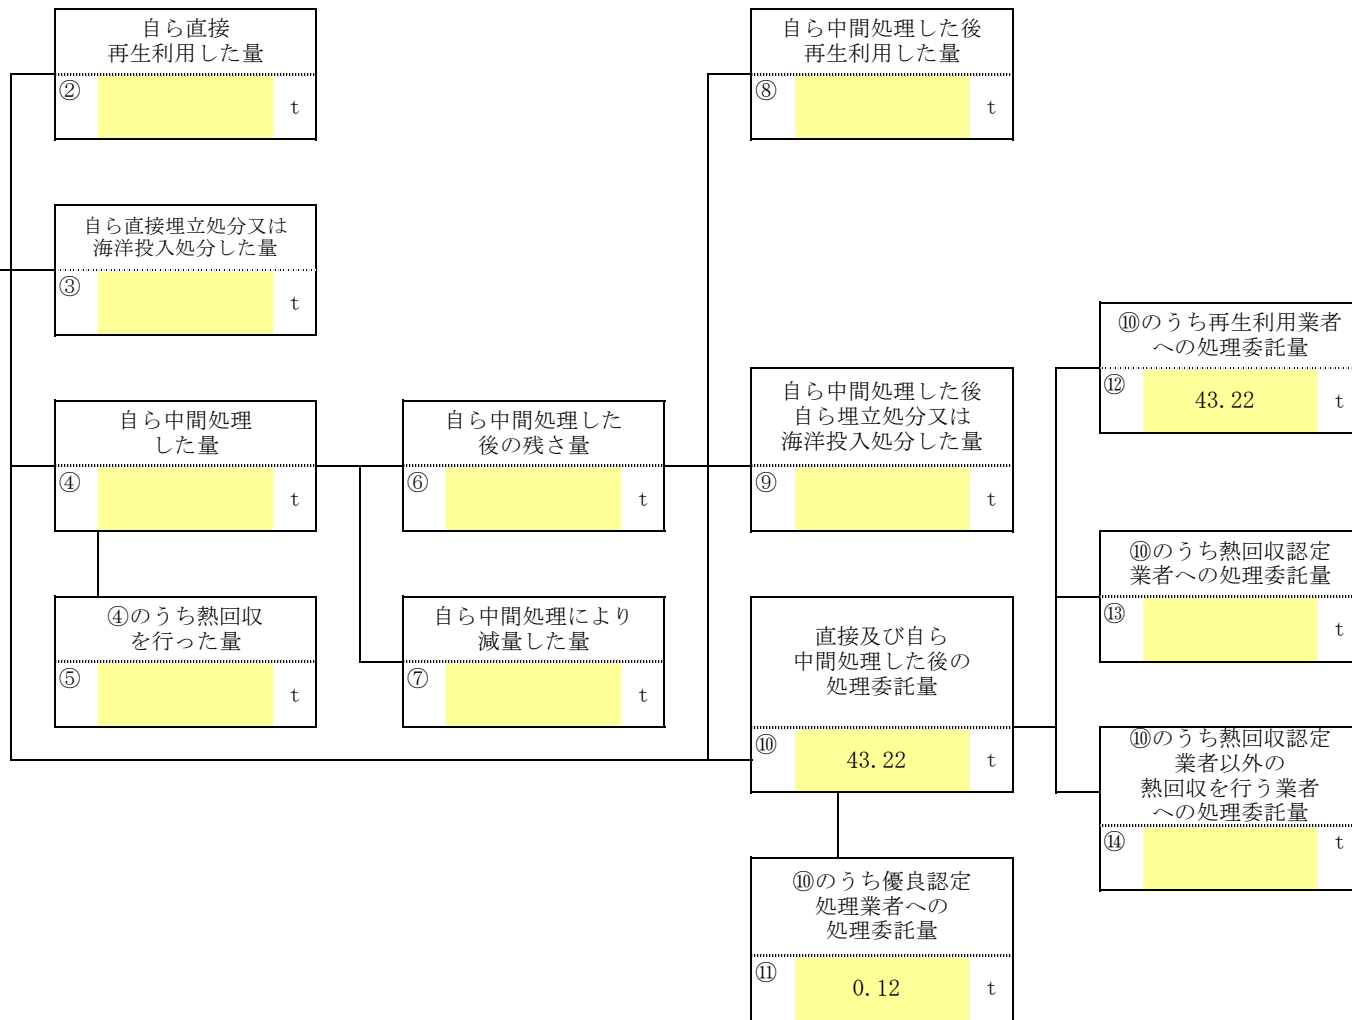 自ら直接
再生利用した量
②
t
自ら中間処理した後
再生利用した量
⑧
t
自ら直接埋立処分又は
海洋投入処分した量
③
t
⑩のうち再生利用業者
への処理委託量
⑫
43.22
t
自ら中間処理
した量
④
t
自ら中間処理した
後の残さ量
⑥
t
自ら中間処理した後
自ら埋立処分又は
海洋投入処分した量
⑨
t
⑩のうち熱回収認定
業者への処理委託量
⑬
t
④のうち熱回収
を行った量
⑤
t
自ら中間処理により
減量した量
⑦
t
直接及び自ら
中間処理した後の
処理委託量
⑩
43.22
t
⑩のうち熱回収認定
業者以外の
熱回収を行う業者
への処理委託量
⑭
t
⑩のうち優良認定
処理業者への
処理委託量
⑪
0.12
t